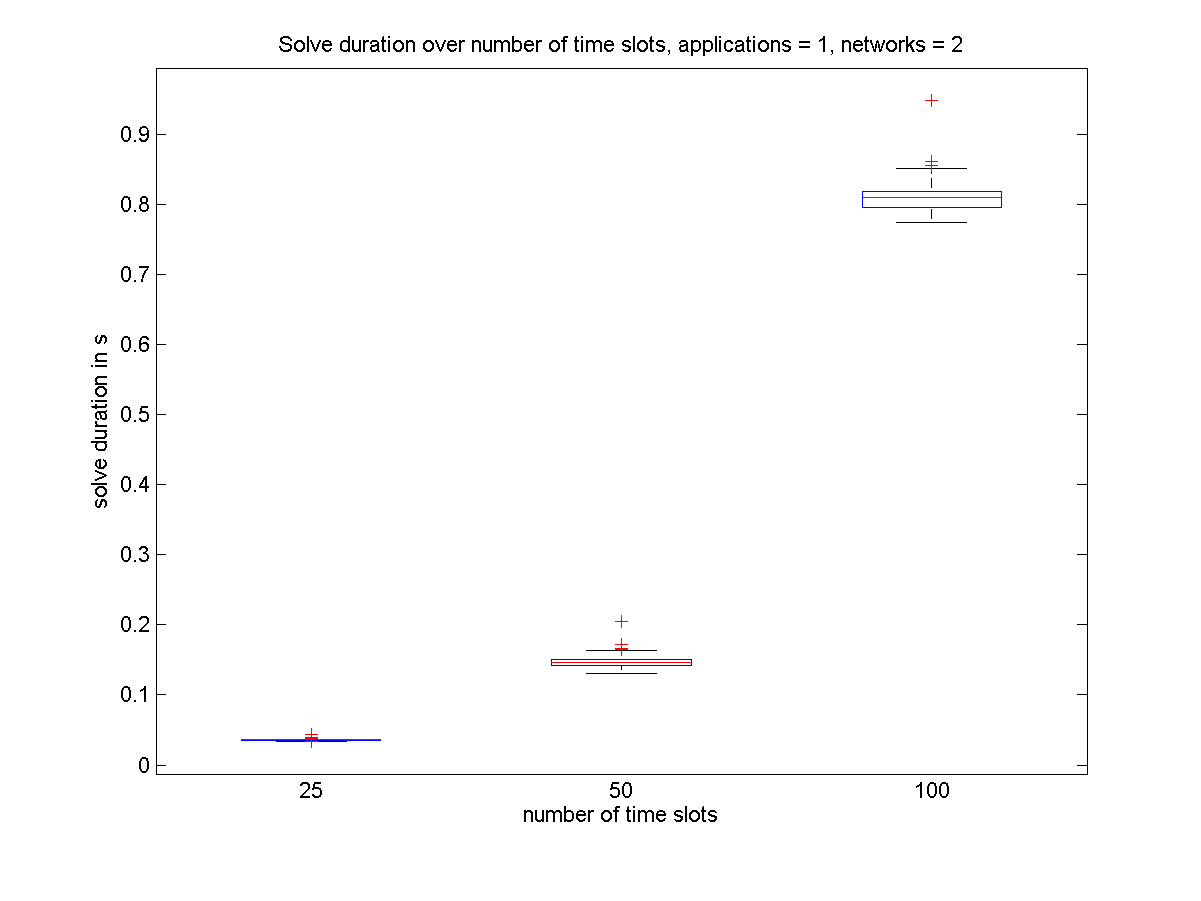 Solve duration over number of time slots, applications = 1, networks = 2
0.9
0.8
0.7
0.6
0.5
0.4
0.3
0.2
0.1
0
solve duration in s
25 50 100
number of time slots